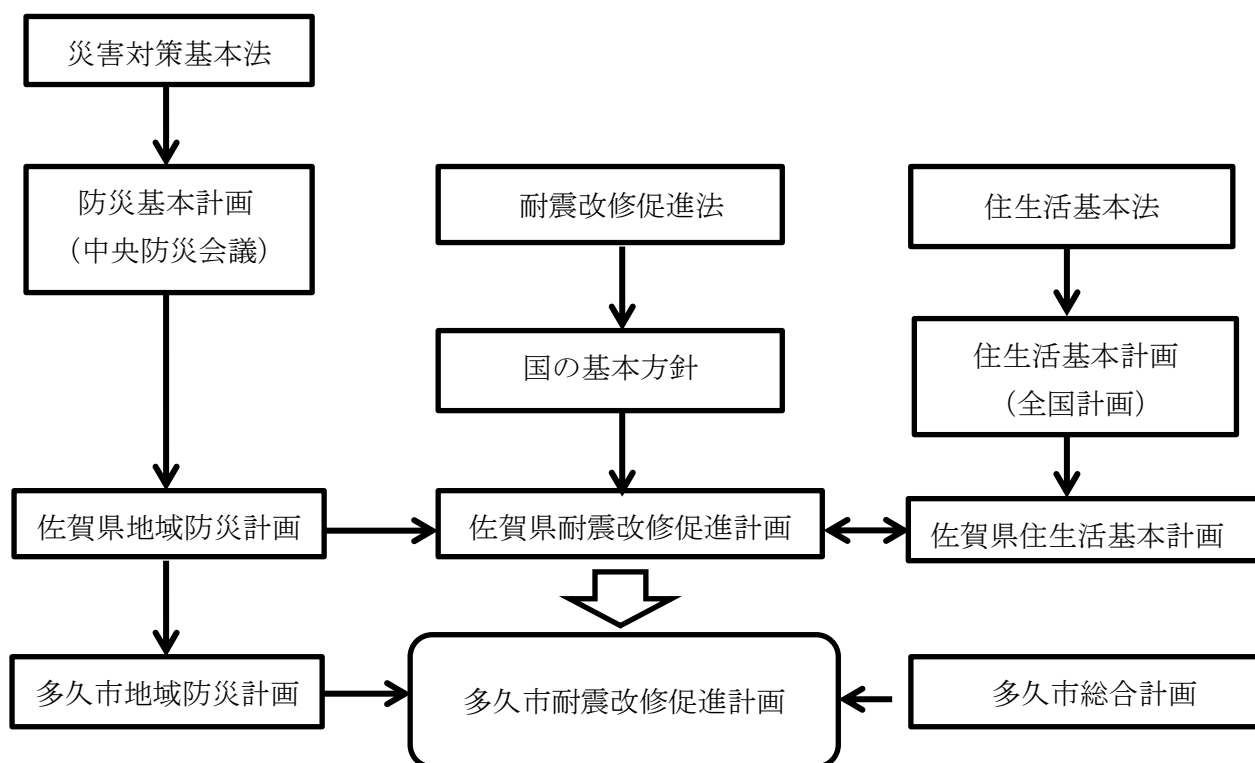 災害対策基本法
防災基本計画
（中央防災会議）
耐震改修促進法
住生活基本法
国の基本方針
住生活基本計画
（全国計画）
佐賀県地域防災計画
佐賀県耐震改修促進計画
佐賀県住生活基本計画
多久市地域防災計画
多久市耐震改修促進計画
多久市総合計画